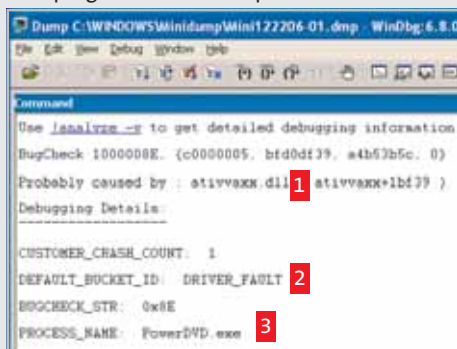 Dump C:\WINDOWS\Minidump\Mini122206-01.dmp - WinDbg:6.8.0
File Edit View Debug Window Help
Command
Use !analyze -v to get detailed debugging information
BugCheck 1000008E, {c0000005, bfd0df39, a4b53b5c, 0}
Probably caused by : ativvaxx.dll 1 ativvaxx+1bf39 )
Debugging Details:
CUSTOMER_CRASH_COUNT: 1
DEFAULT_BUCKET_ID: DRIVER_FAULT 2
BUGCHECK_STR: 0x8E
PROCESS_NAME: PowerDVD.exe 3